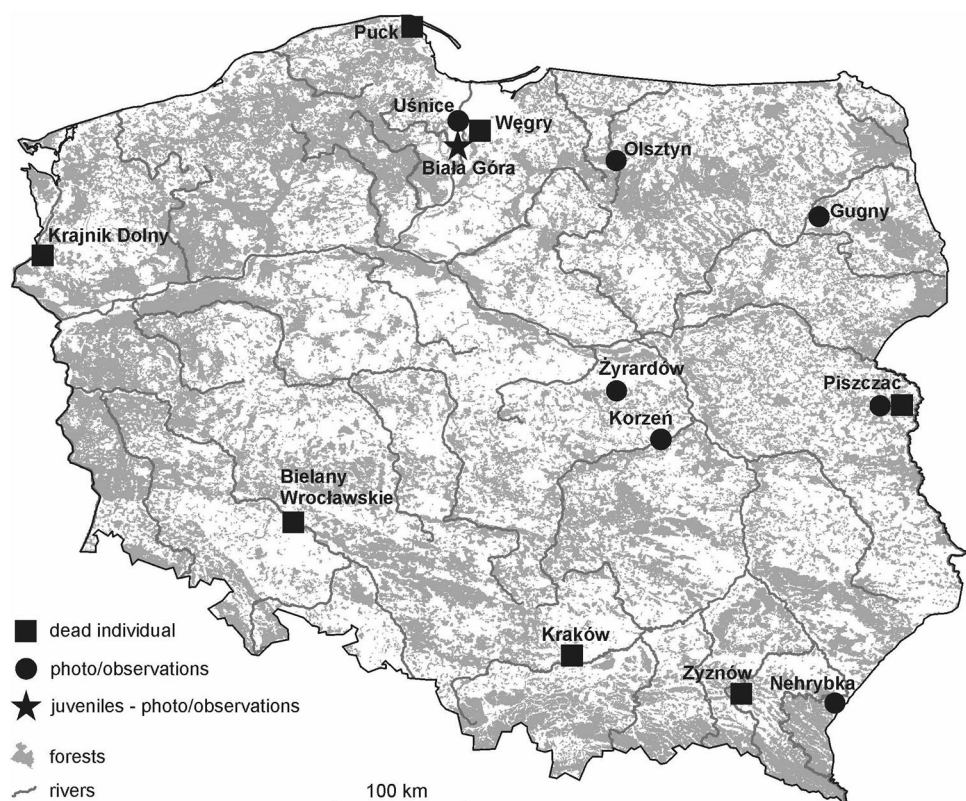 Puck
Uśnice
Węgry
Biała Góra
Olsztyn
Gugny
Krajnik Dolny
Żyrardów
Piszczac
Korzeń
Bielany
Wrocławskie
Kraków
Zyznów
Nehrybka
dead individual
photo/observations
juveniles - photo/observations
forests
rivers
100 km